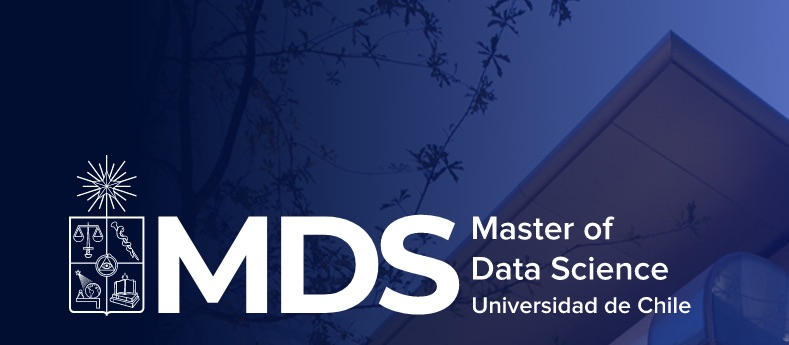 MDS
Master of
Data Science
Universidad de Chile